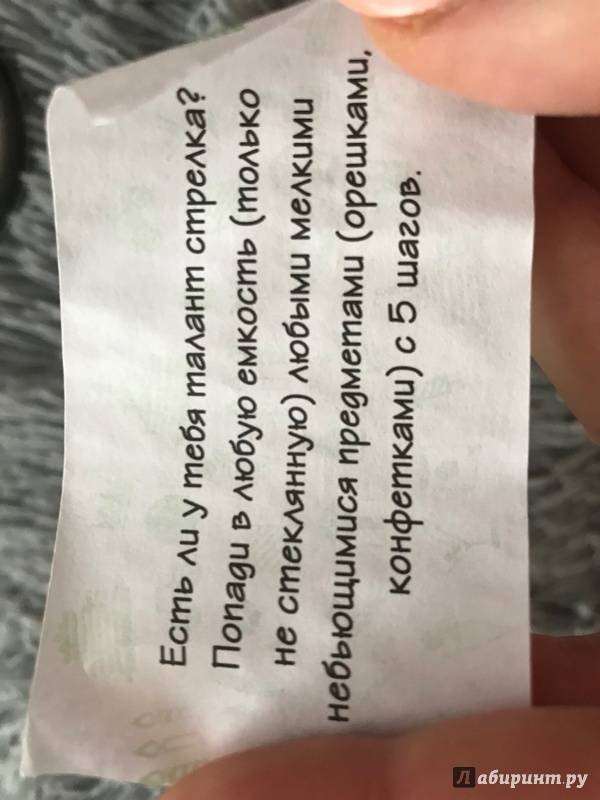 Есть ли у тебя талант стрелка?
Попади в любую емкость (только
не стеклянную) любыми мелкими
небьющимися предметами (орешками,
конфетками) с 5 шагов.
Лабиринт.ру